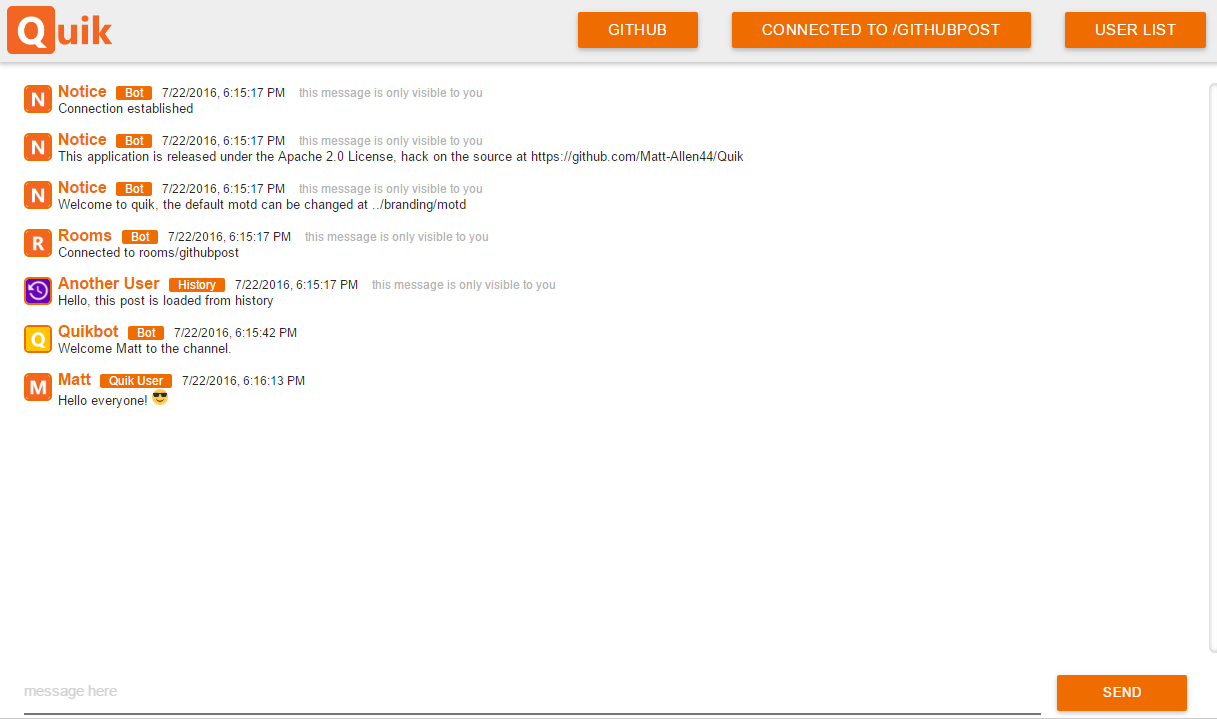 Quik
GITHUB
CONNECTED TO /GITHUBPOST
USER LIST
N Notice Bot 7/22/2016, 6:15:17 PM this message is only visible to you
Connection established
N Notice Bot 7/22/2016, 6:15:17 PM this message is only visible to you
This application is released under the Apache 2.0 License, hack on the source at https://github.com/Matt-Allen44/Quik
N Notice Bot 7/22/2016, 6:15:17 PM this message is only visible to you
Welcome to quik, the default motd can be changed at ../branding/motd
R Rooms Bot 7/22/2016, 6:15:17 PM this message is only visible to you
Connected to rooms/githubpost
Another User History 7/22/2016, 6:15:17 PM this message is only visible to you
Hello, this post is loaded from history
Q Quikbot Bot 7/22/2016, 6:15:42 PM
Welcome Matt to the channel.
M Matt Quik User 7/22/2016, 6:16:13 PM
Hello everyone! 😎
message here
SEND